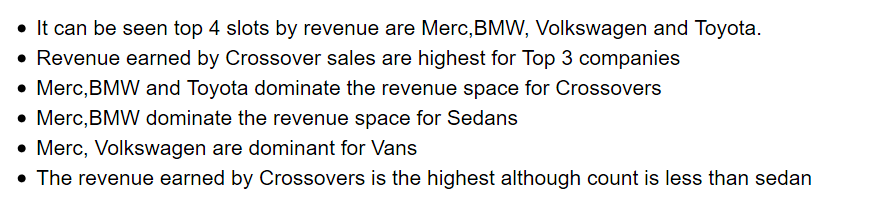 • It can be seen top 4 slots by revenue are Merc,BMW, Volkswagen and Toyota.
• Revenue earned by Crossover sales are highest for Top 3 companies
• Merc,BMW and Toyota dominate the revenue space for Crossovers
• Merc,BMW dominate the revenue space for Sedans
• Merc, Volkswagen are dominant for Vans
• The revenue earned by Crossovers is the highest although count is less than sedan